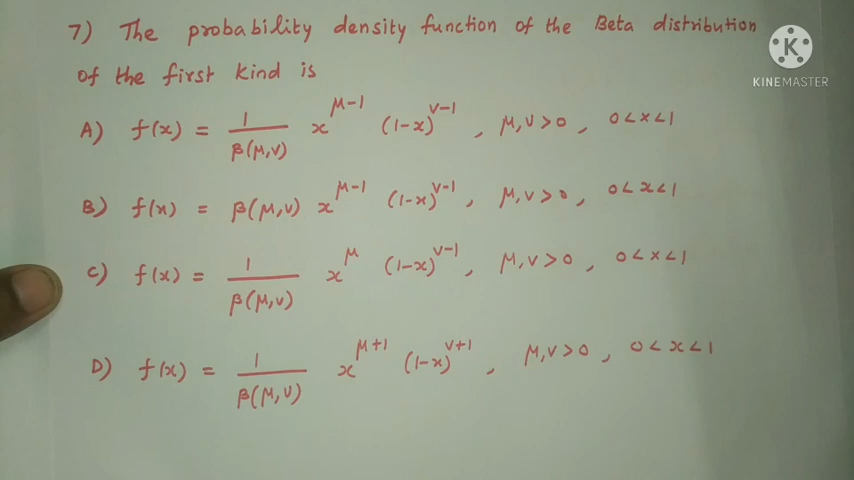 7) The probability density function of the Beta distribution
of the first kind is
A) f(x) = 1/β(μ,ν) x^(μ-1) (1-x)^(ν-1), μ,ν>0, 0<x<1
B) f(x) = β(μ,ν) x^(μ-1) (1-x)^(ν-1), μ,ν>0, 0<x<1
C) f(x) = 1/β(μ,ν) x^μ (1-x)^(ν-1), μ,ν>0, 0<x<1
D) f(x) = 1/β(μ,ν) x^(μ+1) (1-x)^(ν+1), μ,ν>0, 0<x<1
K
KINEMASTER